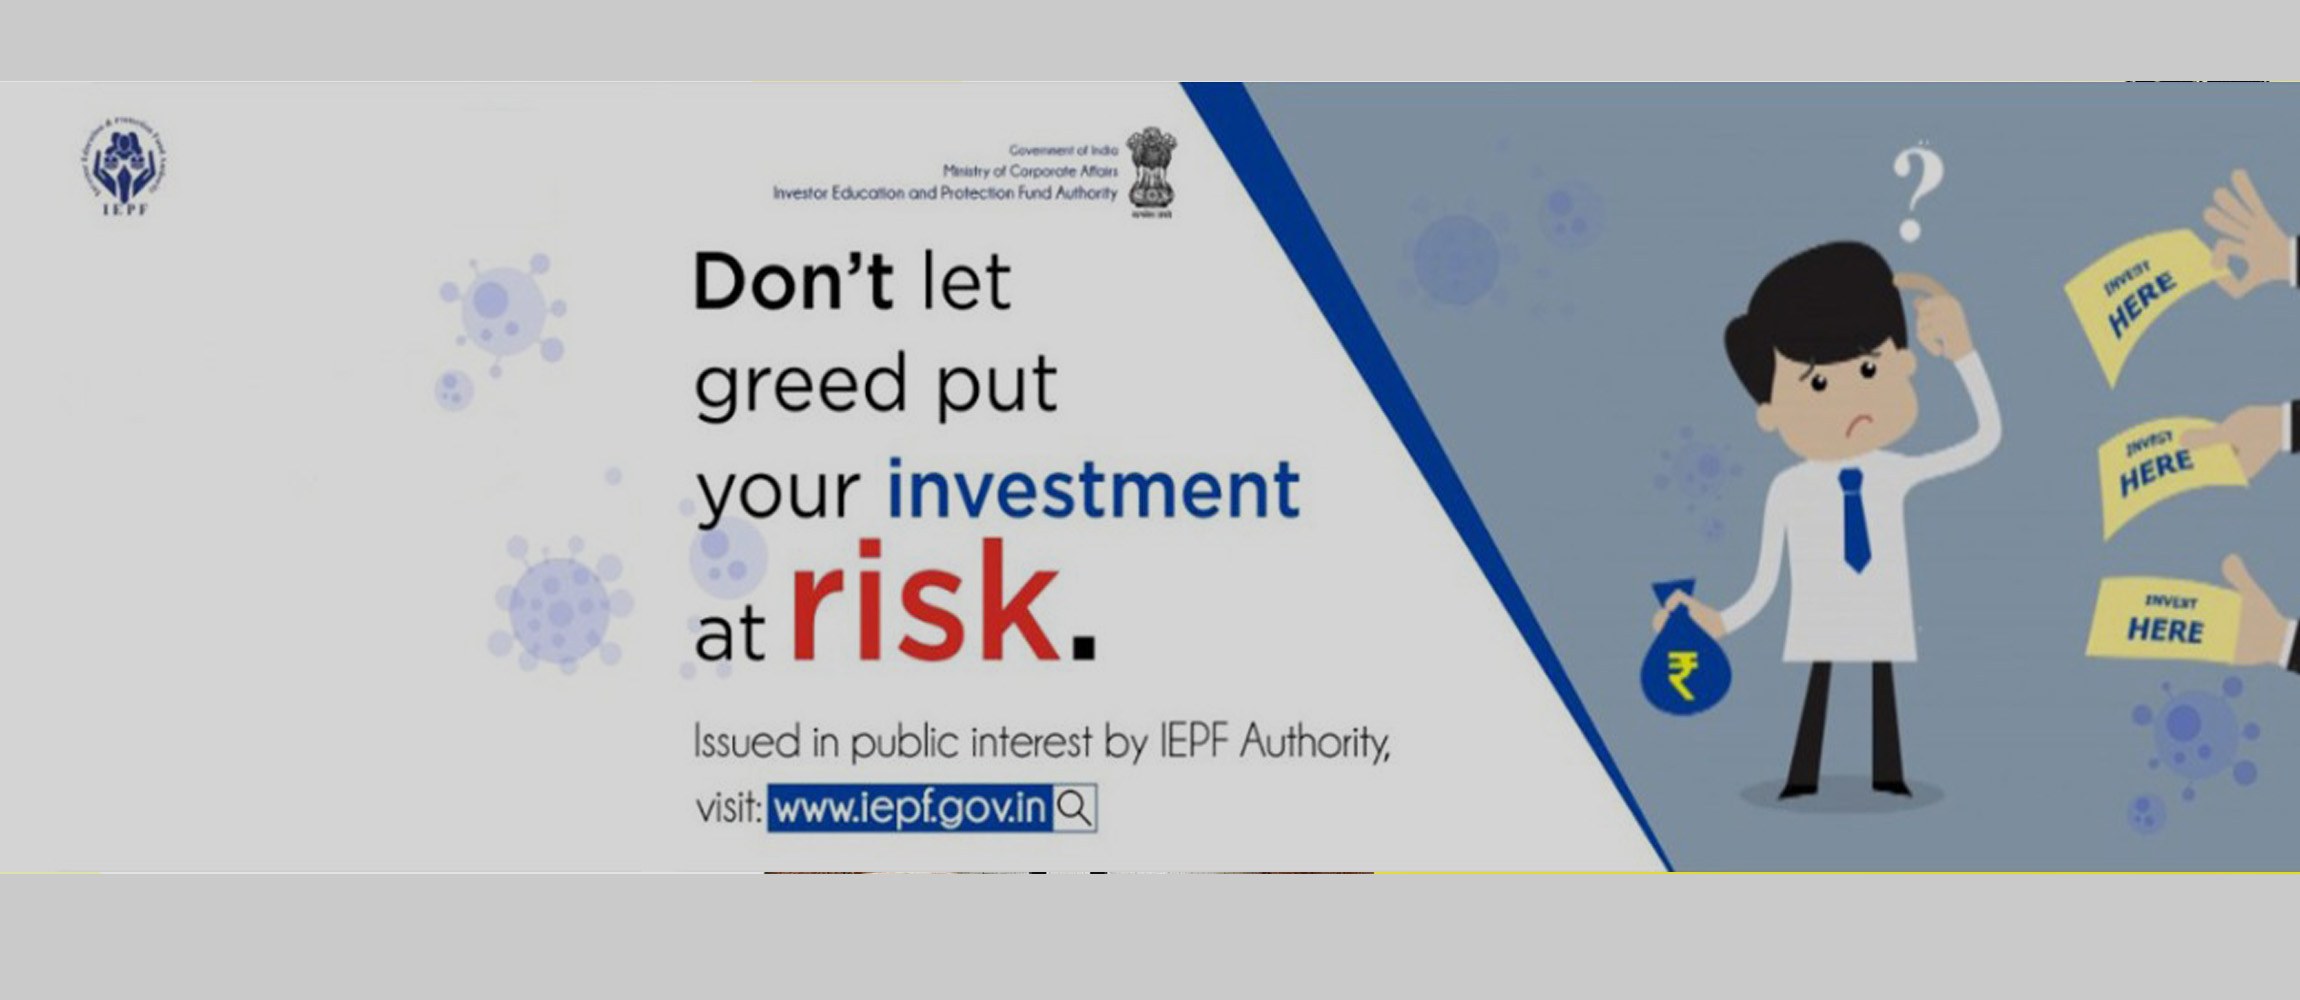 IEPF
Government of India
Ministry of Corporate Affairs
Investor Education and Protection Fund Authority
Don't let
greed put
your investment
at risk.
Issued in public interest by IEPF Authority,
visit: www.iepf.gov.in
?
INVEST
HERE
INVEST
HERE
INVEST
HERE
₹